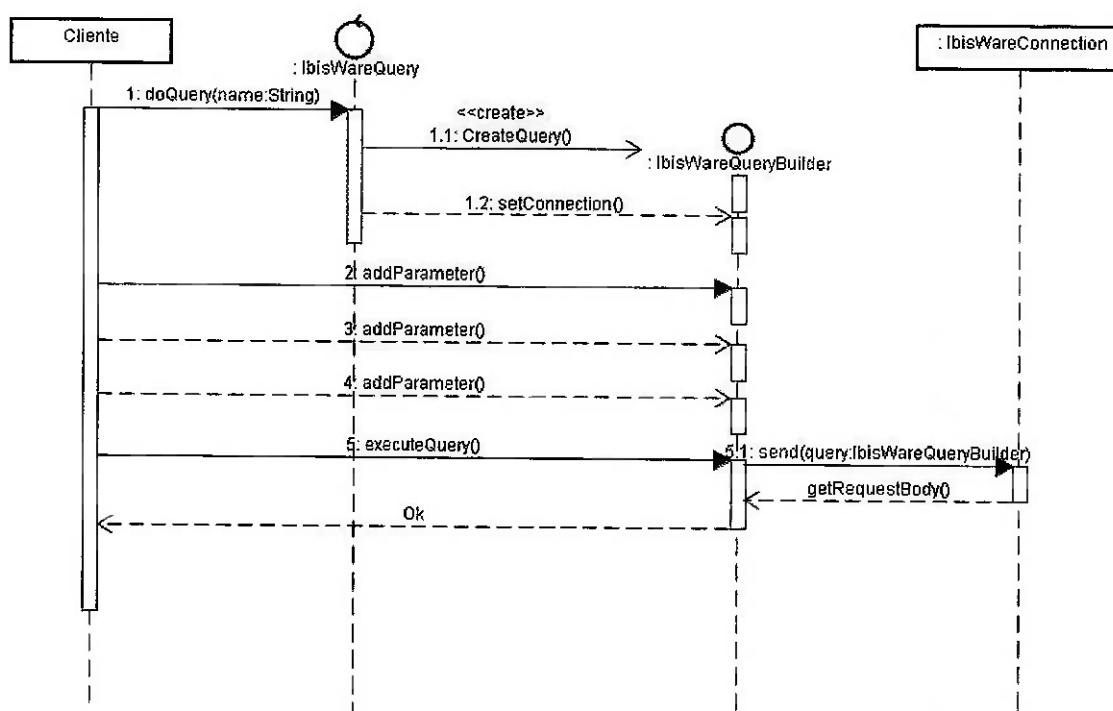 Cliente
: IbisWareQuery
: IbisWareConnection
1: doQuery(name:String)
<<create>>
1.1: CreateQuery()
: IbisWareQueryBuilder
1.2: setConnection()
2: addParameter()
3: addParameter()
4: addParameter()
5: executeQuery()
5.1: send(query:IbisWareQueryBuilder)
getRequestBody()
Ok